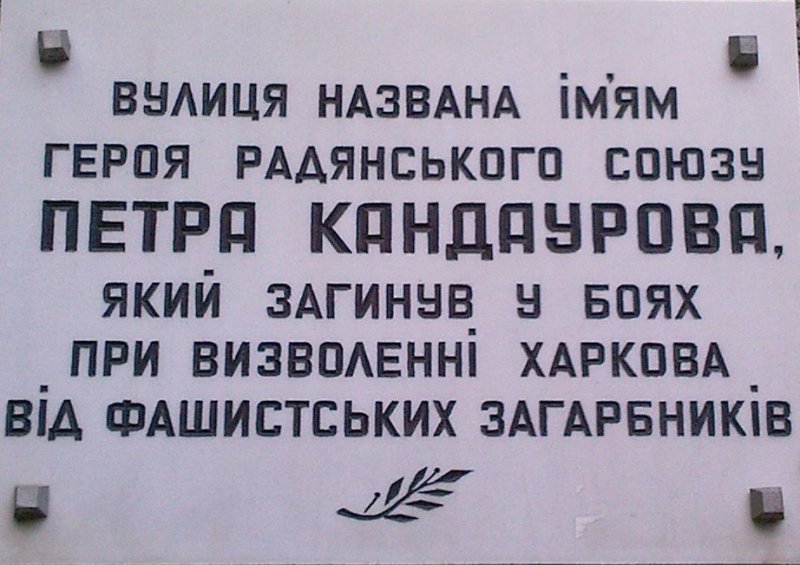 ВУЛИЦЯ НАЗВАНА ІМ'ЯМ
ГЕРОЯ РАДЯНСЬКОГО СОЮЗУ
ПЕТРА КАНДАУРОВА,
ЯКИЙ ЗАГИНУВ У БОЯХ
ПРИ ВИЗВОЛЕННІ ХАРКОВА
ВІД ФАШИСТСЬКИХ ЗАГАРБНИКІВ